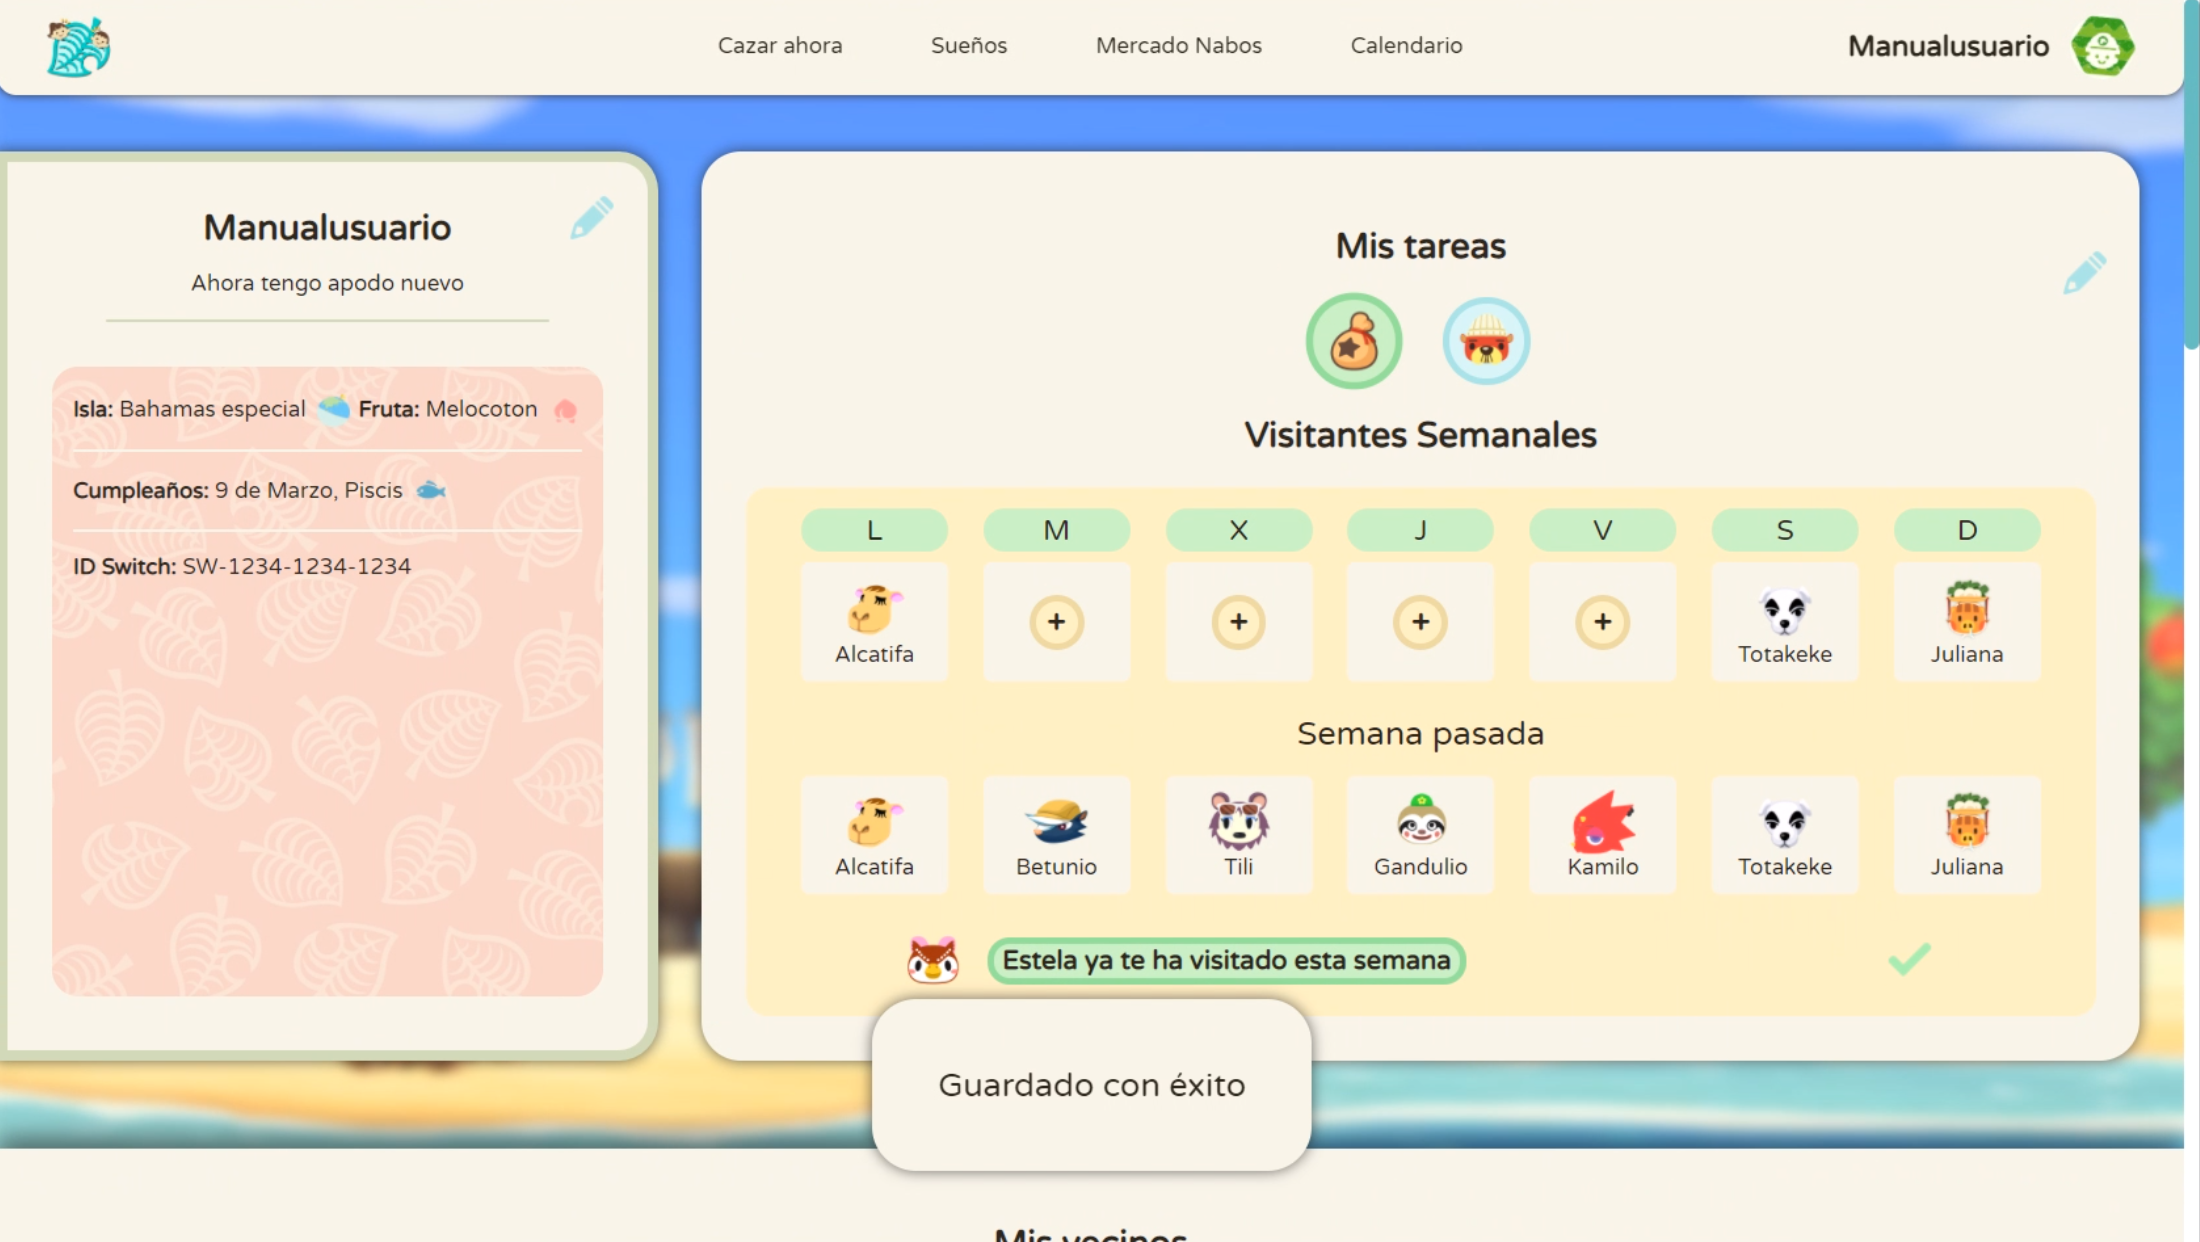 Cazar ahora Sueños Mercado Nabos Calendario Manualusuario
Manualusuario
Ahora tengo apodo nuevo
Isla: Bahamas especial Fruta: Melocoton
Cumpleaños: 9 de Marzo, Piscis
ID Switch: SW-1234-1234-1234
Mis tareas
Visitantes Semanales
L M X J V S D
+ + + +
Alcatifa Totakeke Juliana
Semana pasada
Alcatifa Betunio Tili Gandulio Kamilo Totakeke Juliana
Estela ya te ha visitado esta semana
Guardado con éxito
Mis vecinos